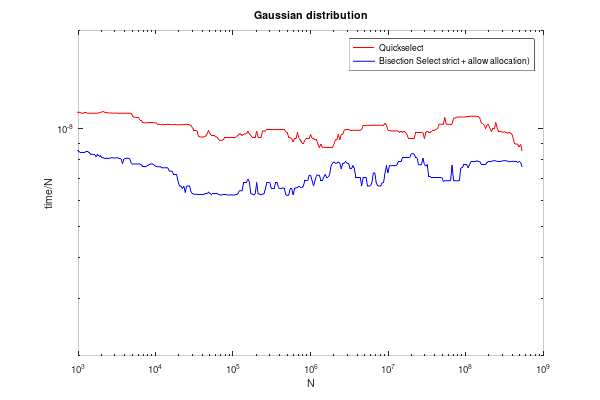 Gaussian distribution
Quickselect
Bisection Select strict + allow allocation)
time/N
10^-8
10^3 10^4 10^5 10^6 10^7 10^8 10^9
N